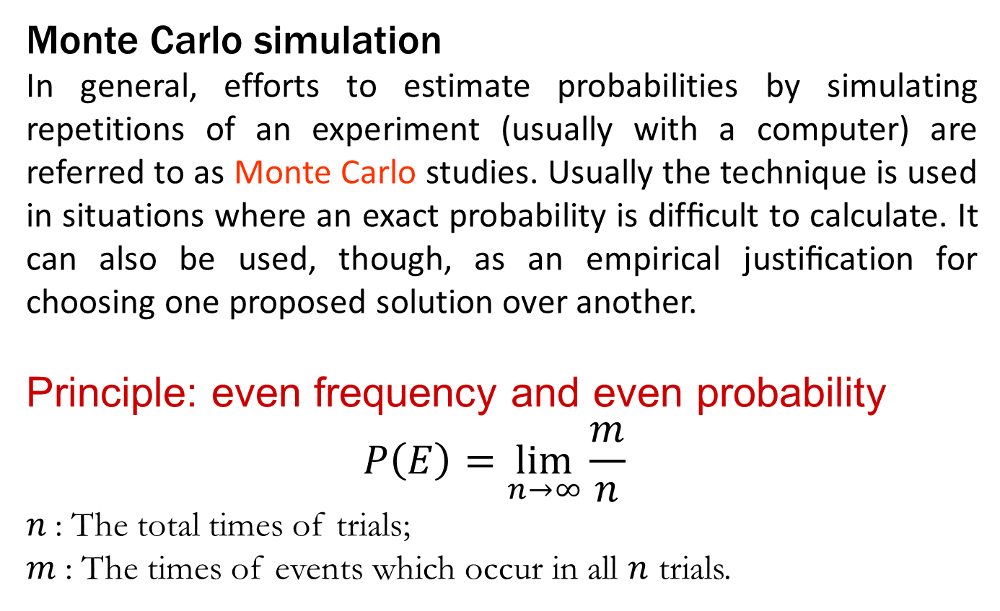 Monte Carlo simulation
In general, efforts to estimate probabilities by simulating
repetitions of an experiment (usually with a computer) are
referred to as Monte Carlo studies. Usually the technique is used
in situations where an exact probability is difficult to calculate. It
can also be used, though, as an empirical justification for
choosing one proposed solution over another.
Principle: even frequency and even probability
P(E) = lim n→∞ m/n
n : The total times of trials;
m : The times of events which occur in all n trials.